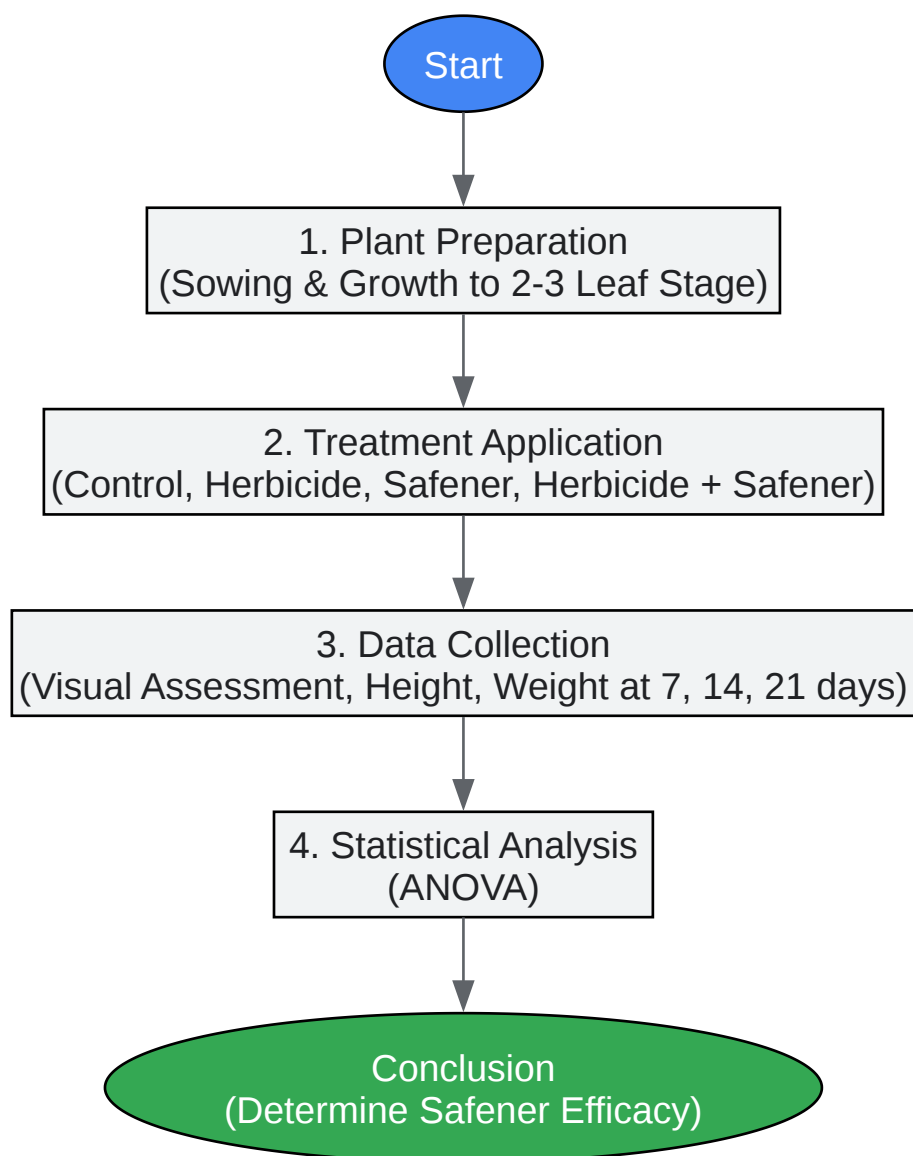 Start
1. Plant Preparation
(Sowing & Growth to 2-3 Leaf Stage)
2. Treatment Application
(Control, Herbicide, Safener, Herbicide + Safener)
3. Data Collection
(Visual Assessment, Height, Weight at 7, 14, 21 days)
4. Statistical Analysis
(ANOVA)
Conclusion
(Determine Safener Efficacy)